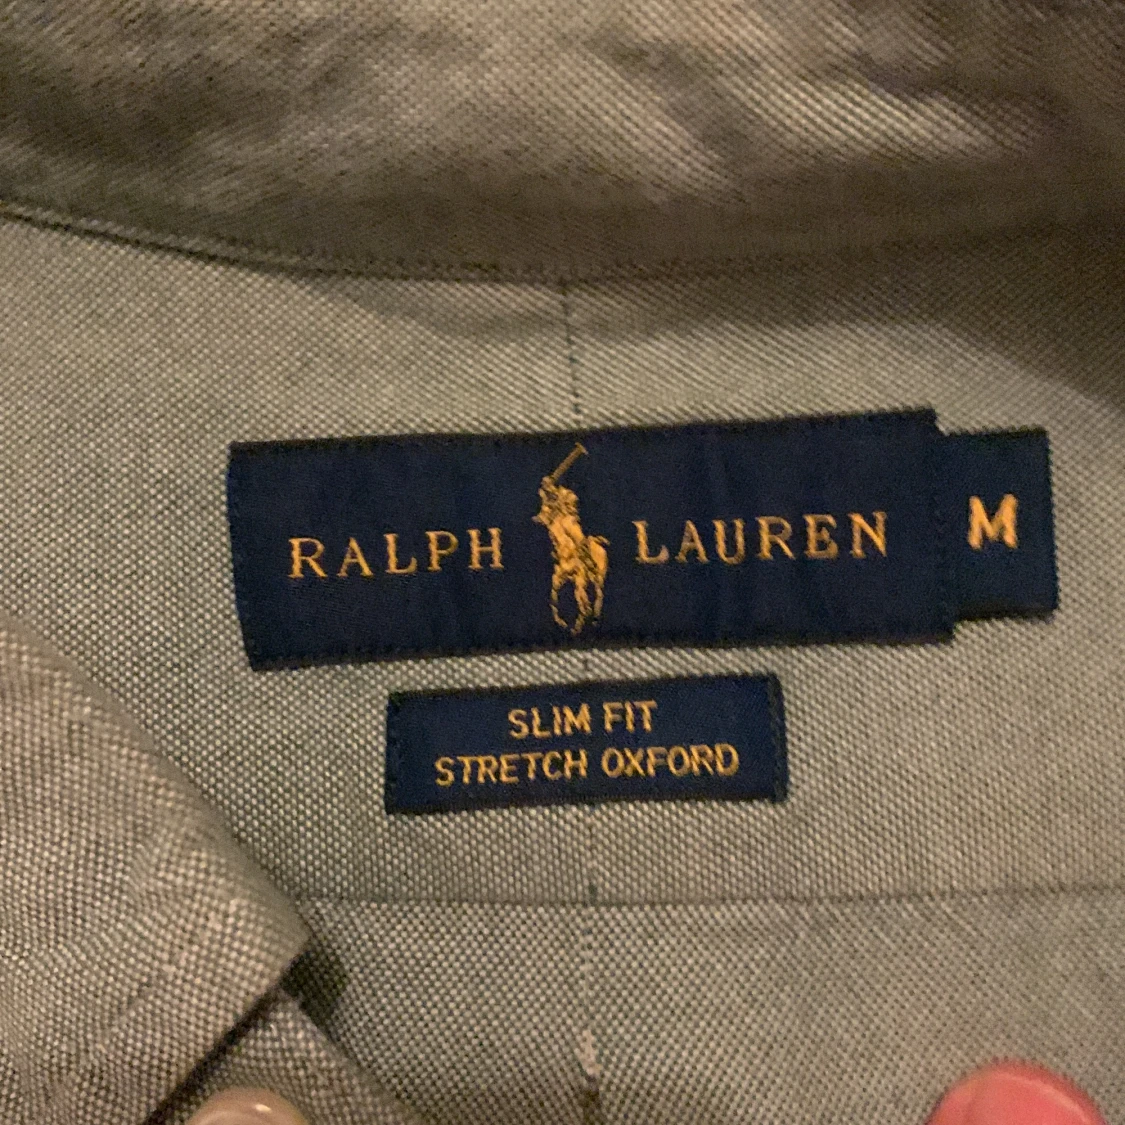 RALPH LAUREN M
SLIM FIT
STRETCH OXFORD